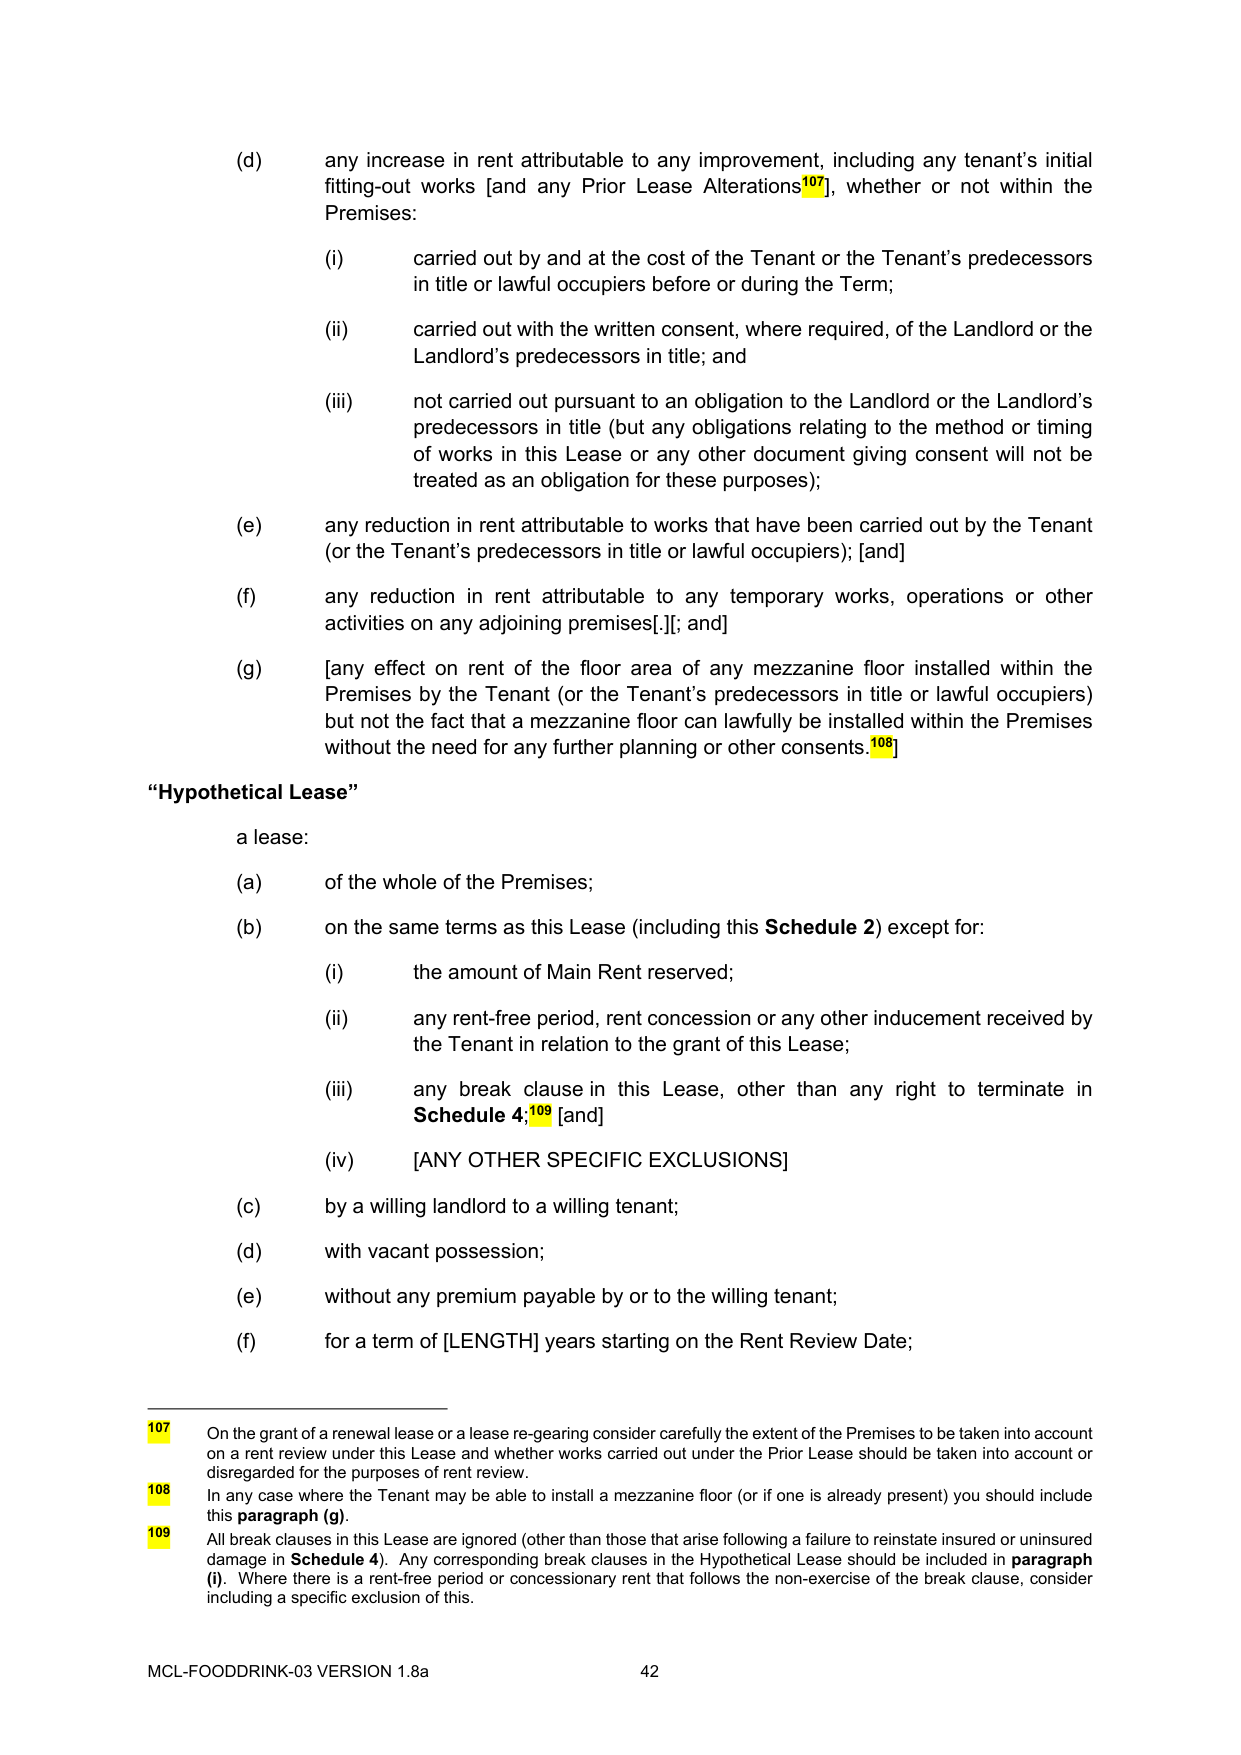 (d) any increase in rent attributable to any improvement, including any tenant’s initial
fitting-out works [and any Prior Lease Alterations107], whether or not within the
Premises:
(i) carried out by and at the cost of the Tenant or the Tenant’s predecessors
in title or lawful occupiers before or during the Term;
(ii) carried out with the written consent, where required, of the Landlord or the
Landlord’s predecessors in title; and
(iii) not carried out pursuant to an obligation to the Landlord or the Landlord’s
predecessors in title (but any obligations relating to the method or timing
of works in this Lease or any other document giving consent will not be
treated as an obligation for these purposes);
(e) any reduction in rent attributable to works that have been carried out by the Tenant
(or the Tenant’s predecessors in title or lawful occupiers); [and]
(f) any reduction in rent attributable to any temporary works, operations or other
activities on any adjoining premises[.][; and]
(g) [any effect on rent of the floor area of any mezzanine floor installed within the
Premises by the Tenant (or the Tenant’s predecessors in title or lawful occupiers)
but not the fact that a mezzanine floor can lawfully be installed within the Premises
without the need for any further planning or other consents.108]
“Hypothetical Lease”
a lease:
(a) of the whole of the Premises;
(b) on the same terms as this Lease (including this Schedule 2) except for:
(i) the amount of Main Rent reserved;
(ii) any rent-free period, rent concession or any other inducement received by
the Tenant in relation to the grant of this Lease;
(iii) any break clause in this Lease, other than any right to terminate in
Schedule 4;109 [and]
(iv) [ANY OTHER SPECIFIC EXCLUSIONS]
(c) by a willing landlord to a willing tenant;
(d) with vacant possession;
(e) without any premium payable by or to the willing tenant;
(f) for a term of [LENGTH] years starting on the Rent Review Date;
107 On the grant of a renewal lease or a lease re-gearing consider carefully the extent of the Premises to be taken into account
on a rent review under this Lease and whether works carried out under the Prior Lease should be taken into account or
disregarded for the purposes of rent review.
108 In any case where the Tenant may be able to install a mezzanine floor (or if one is already present) you should include
this paragraph (g).
109 All break clauses in this Lease are ignored (other than those that arise following a failure to reinstate insured or uninsured
damage in Schedule 4). Any corresponding break clauses in the Hypothetical Lease should be included in paragraph
(i). Where there is a rent-free period or concessionary rent that follows the non-exercise of the break clause, consider
including a specific exclusion of this.
MCL-FOODDRINK-03 VERSION 1.8a 42